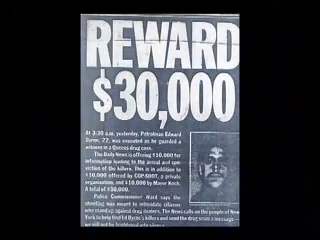 REWARD
$30,000
At 3:30 a.m. yesterday, Patrolman Edward
Byrne, 22, was executed as he guarded a
witness in a Queens drug case.
The Daily News is offering $10,000 for
information leading to the arrest and con-
viction of the killers. This is in addition to
$10,000 offered by COP-SHOT, a private
organization, and $10,000 by Mayor Koch.
A total of $30,000.
Police Commissioner Ward says the
shooting was meant to intimidate citizens
who stand up against drug dealers. The News calls on the people of New
York to help find Ed Byrne's killers and send the drug scum a message
we will not be